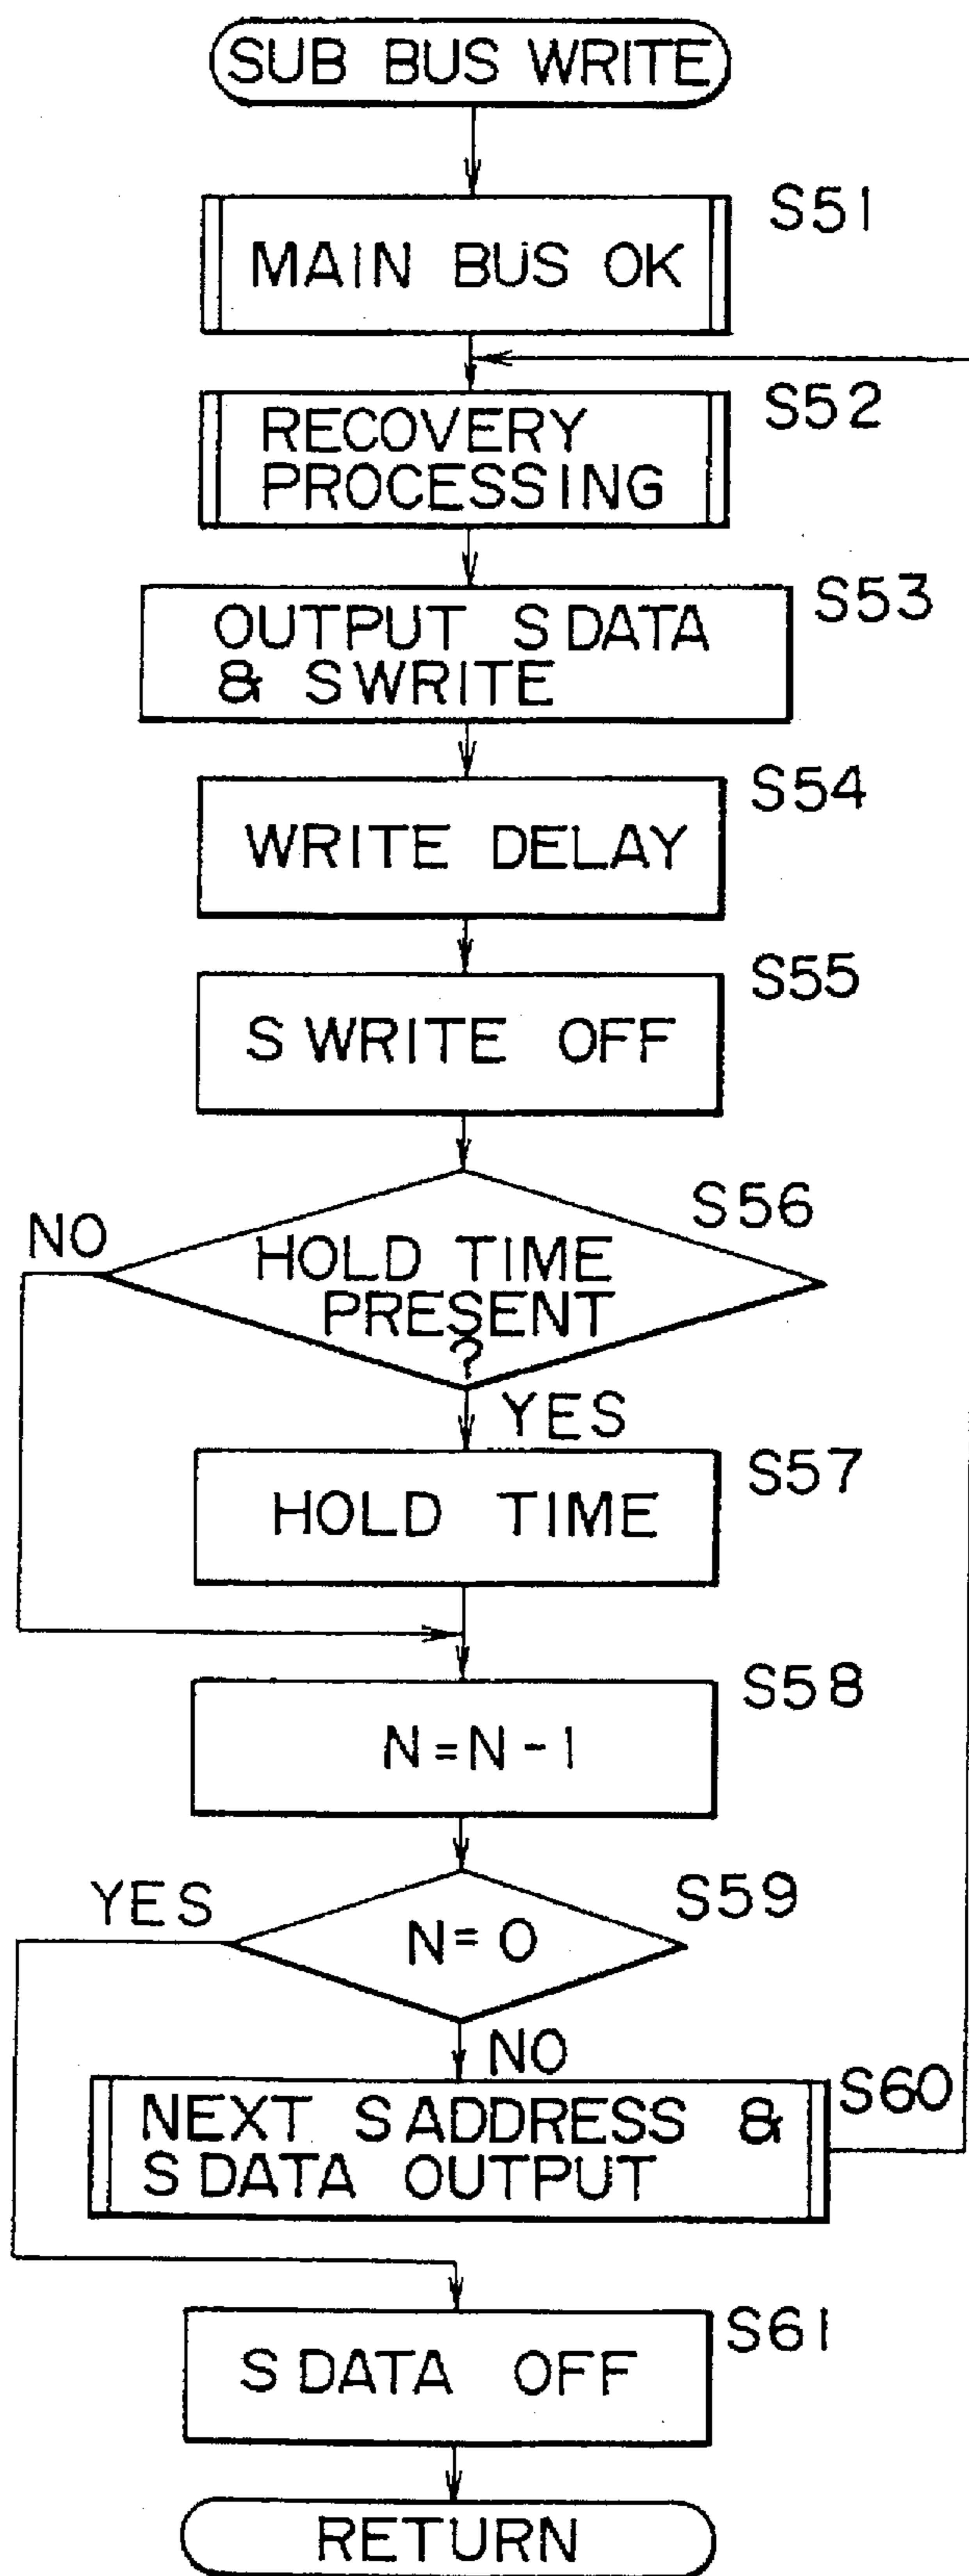 SUB BUS WRITE
S51
MAIN BUS OK
S52
RECOVERY
PROCESSING
S53
OUTPUT S DATA
& S WRITE
S54
WRITE DELAY
S55
S WRITE OFF
S56
NO
HOLD TIME
PRESENT
?
YES
S57
HOLD TIME
S58
N=N-1
YES
S59
N=0
NO
S60
NEXT S ADDRESS &
S DATA OUTPUT
S61
S DATA OFF
RETURN